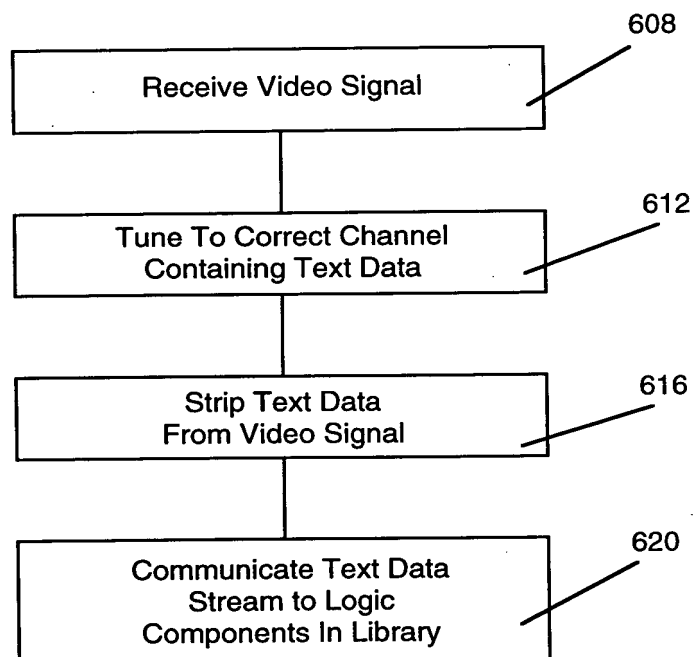 608
Receive Video Signal
612
Tune To Correct Channel
Containing Text Data
616
Strip Text Data
From Video Signal
620
Communicate Text Data
Stream to Logic
Components In Library